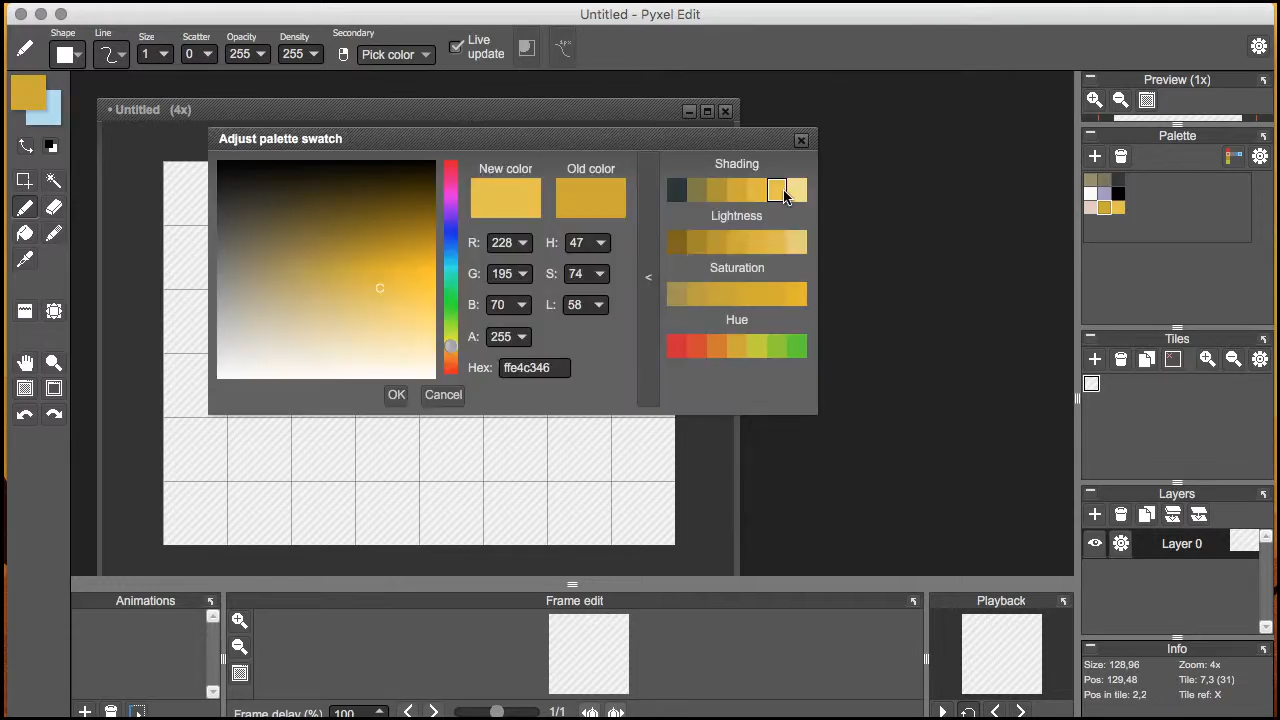 Untitled - Pyxel Edit
Shape Line Size Scatter Opacity Density Secondary
1 0 255 255 Pick color Live update
• Untitled (4x)
Adjust palette swatch
New color Old color
R: 228 H: 47
G: 195 S: 74
B: 70 L: 58
A: 255
Hex: ffe4c346
OK Cancel
<
Shading
Lightness
Saturation
Hue
Preview (1x)
Palette
Tiles
Layers
Layer 0
Info
Size: 128,96 Zoom: 4x
Pos: 129,48 Tile: 7,3 (31)
Pos in tile: 2,2 Tile ref: X
Animations
Frame edit
Playback
Frame delay (%) 100 1/1